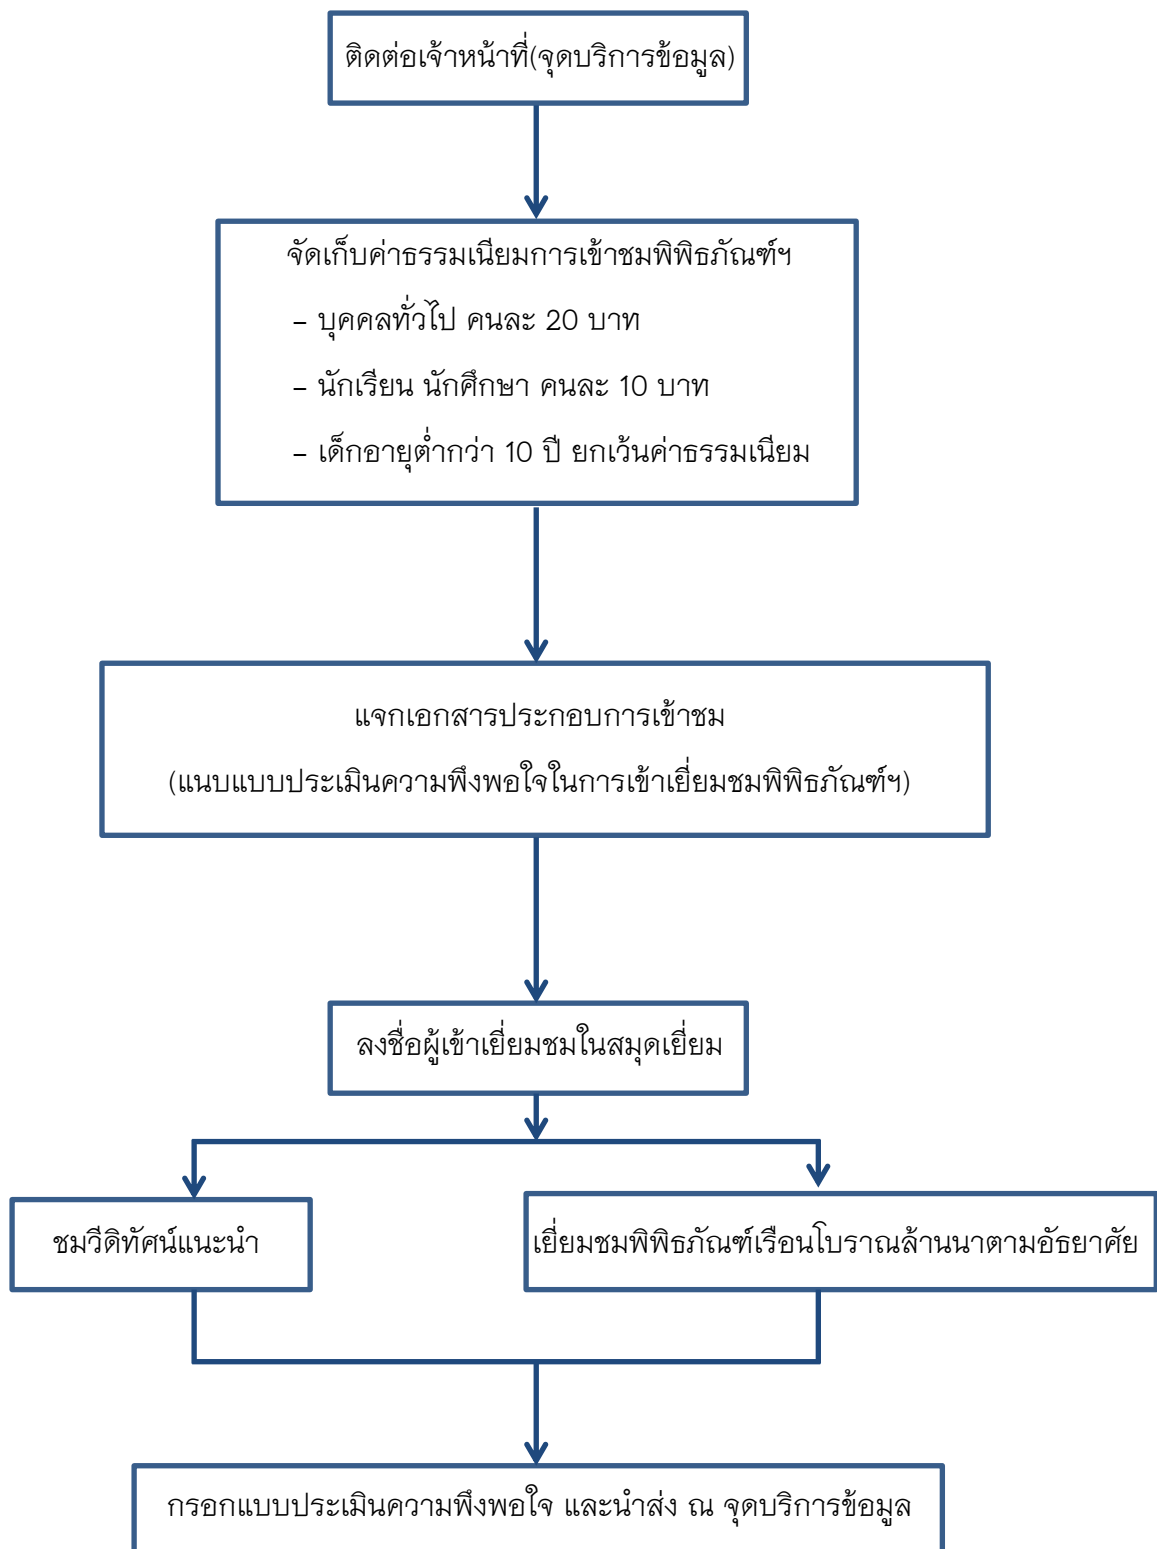 ติดต่อเจ้าหน้าที่(จุดบริการข้อมูล)
จัดเก็บค่าธรรมเนียมการเข้าชมพิพิธภัณฑ์ฯ
– บุคคลทั่วไป คนละ 20 บาท
– นักเรียน นักศึกษา คนละ 10 บาท
– เด็กอายุต่ำกว่า 10 ปี ยกเว้นค่าธรรมเนียม
แจกเอกสารประกอบการเข้าชม
(แนบแบบประเมินความพึงพอใจในการเข้าเยี่ยมชมพิพิธภัณฑ์ฯ)
ลงชื่อผู้เข้าเยี่ยมชมในสมุดเยี่ยม
ชมวีดิทัศน์แนะนำ
เยี่ยมชมพิพิธภัณฑ์เรือนโบราณล้านนาตามอัธยาศัย
กรอกแบบประเมินความพึงพอใจ และนำส่ง ณ จุดบริการข้อมูล